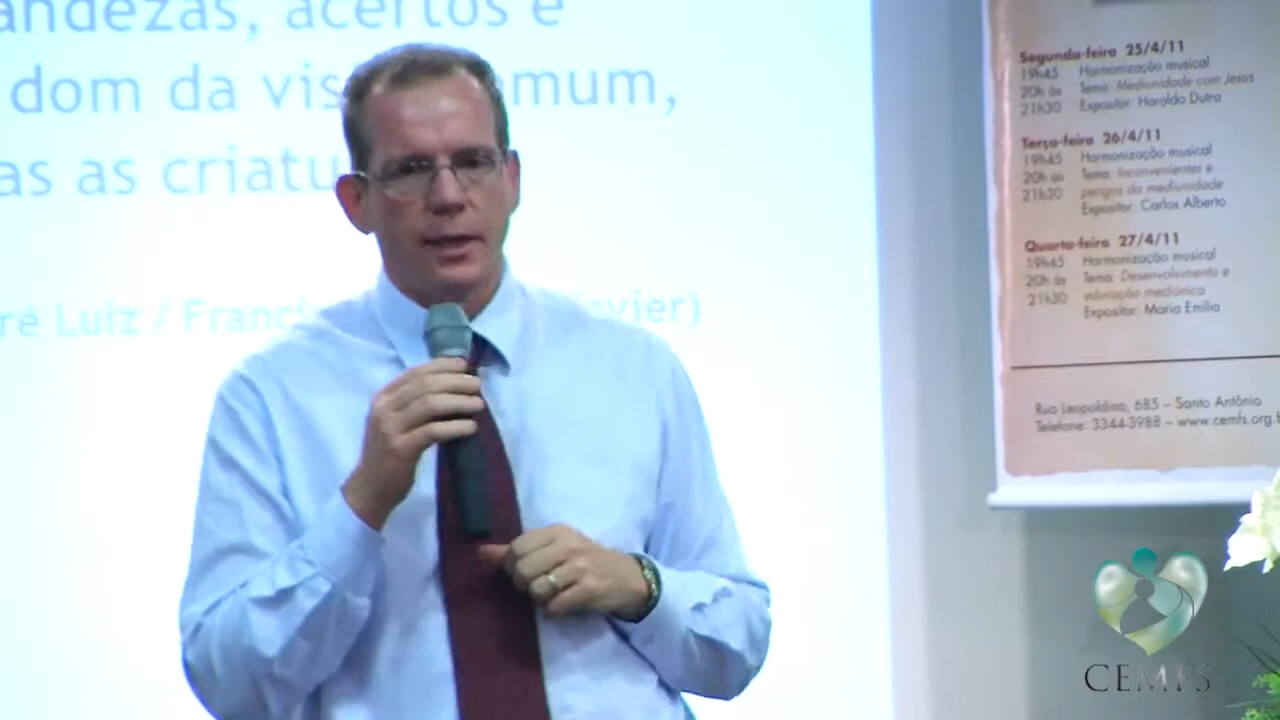 andezas, acertos e
dom da vis mum,
as as criatu
ré Luiz / Franci avier)
Segunda-feira 25/4/11
19h45 Harmonização musical
20h às Tema: Mediunidade com Jesus
21h30 Expositor: Haroldo Dutra
Terça-feira 26/4/11
19h45 Harmonização musical
20h às Tema: Inconvenientes e
21h30 perigos da mediunidade
Expositor: Carlos Alberto
Quarta-feira 27/4/11
19h45 Harmonização musical
20h às Tema: Desenvolvimento e
21h30 educação mediúnica
Expositor: Maria Emília
Rua Leopoldina, 685 – Santo Antônio
Telefone: 3344-3988 – www.cemfs.org.b
CEMFS